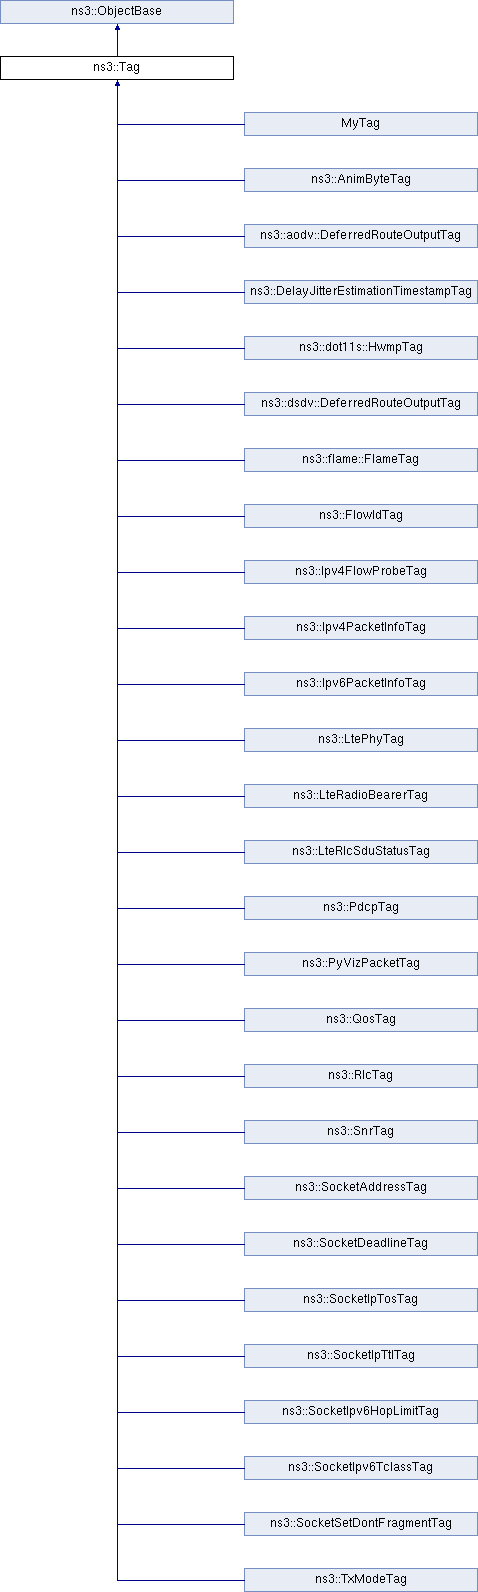 ns3::ObjectBase
ns3::Tag
MyTag
ns3::AnimByteTag
ns3::aodv::DeferredRouteOutputTag
ns3::DelayJitterEstimationTimestampTag
ns3::dot11s::HwmpTag
ns3::dsdv::DeferredRouteOutputTag
ns3::flame::FlameTag
ns3::FlowIdTag
ns3::Ipv4FlowProbeTag
ns3::Ipv4PacketInfoTag
ns3::Ipv6PacketInfoTag
ns3::LtePhyTag
ns3::LteRadioBearerTag
ns3::LteRlcSduStatusTag
ns3::PdcpTag
ns3::PyVizPacketTag
ns3::QosTag
ns3::RlcTag
ns3::SnrTag
ns3::SocketAddressTag
ns3::SocketDeadlineTag
ns3::SocketIpTosTag
ns3::SocketIpTtlTag
ns3::SocketIpv6HopLimitTag
ns3::SocketIpv6TclassTag
ns3::SocketSetDontFragmentTag
ns3::TxModeTag